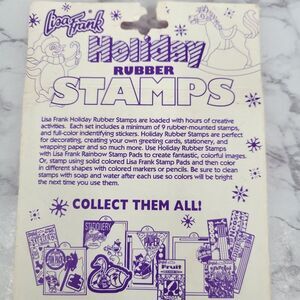 Lisa Frank
Holiday
RUBBER
STAMPS
Lisa Frank Holiday Rubber Stamps are loaded with hours of creative
activities. Each set includes a minimum of 9 rubber-mounted stamps,
and full-color indentifying stickers. Holiday Rubber Stamps are perfect
for decorating, creating your own greeting cards, stationery, and
wrapping paper and so much more. Use Holiday Rubber Stamps
with Lisa Frank Rainbow Stamp Pads to create fantastic, colorful images.
Or, stamp using solid colored Lisa Frank Stamp Pads and then color
in different shapes with colored markers or pencils. Be sure to clean
stamps with soap and water after each use so colors will be bright
the next time you use them.
COLLECT THEM ALL!
STATIONERY
Fruit